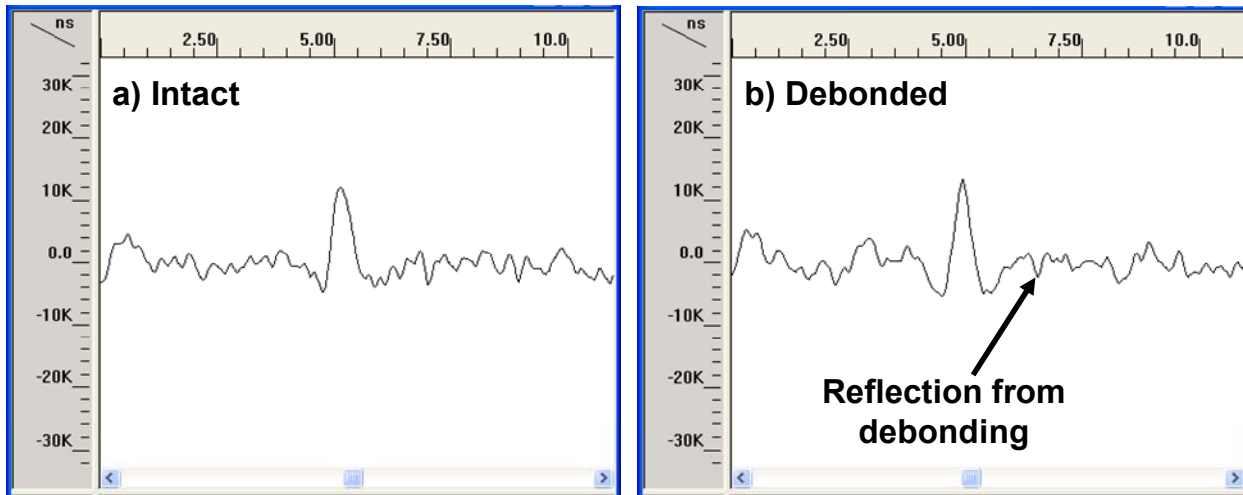 ns
2.50 5.00 7.50 10.0
30K
20K
10K
0.0
-10K
-20K
-30K
a) Intact
ns
2.50 5.00 7.50 10.0
30K
20K
10K
0.0
-10K
-20K
-30K
b) Debonded
Reflection from
debonding